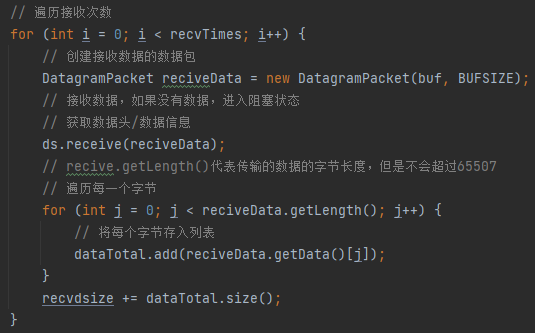 // 遍历接收次数
for (int i = 0; i < recvTimes; i++) {
// 创建接收数据的数据包
DatagramPacket reciveData = new DatagramPacket(buf, BUFSIZE);
// 接收数据，如果没有数据，进入阻塞状态
// 获取数据头/数据信息
ds.receive(reciveData);
// recive.getLength()代表传输的数据的字节长度，但是不会超过65507
// 遍历每一个字节
for (int j = 0; j < reciveData.getLength(); j++) {
// 将每个字节存入列表
dataTotal.add(reciveData.getData()[j]);
}
recvdsize += dataTotal.size();
}